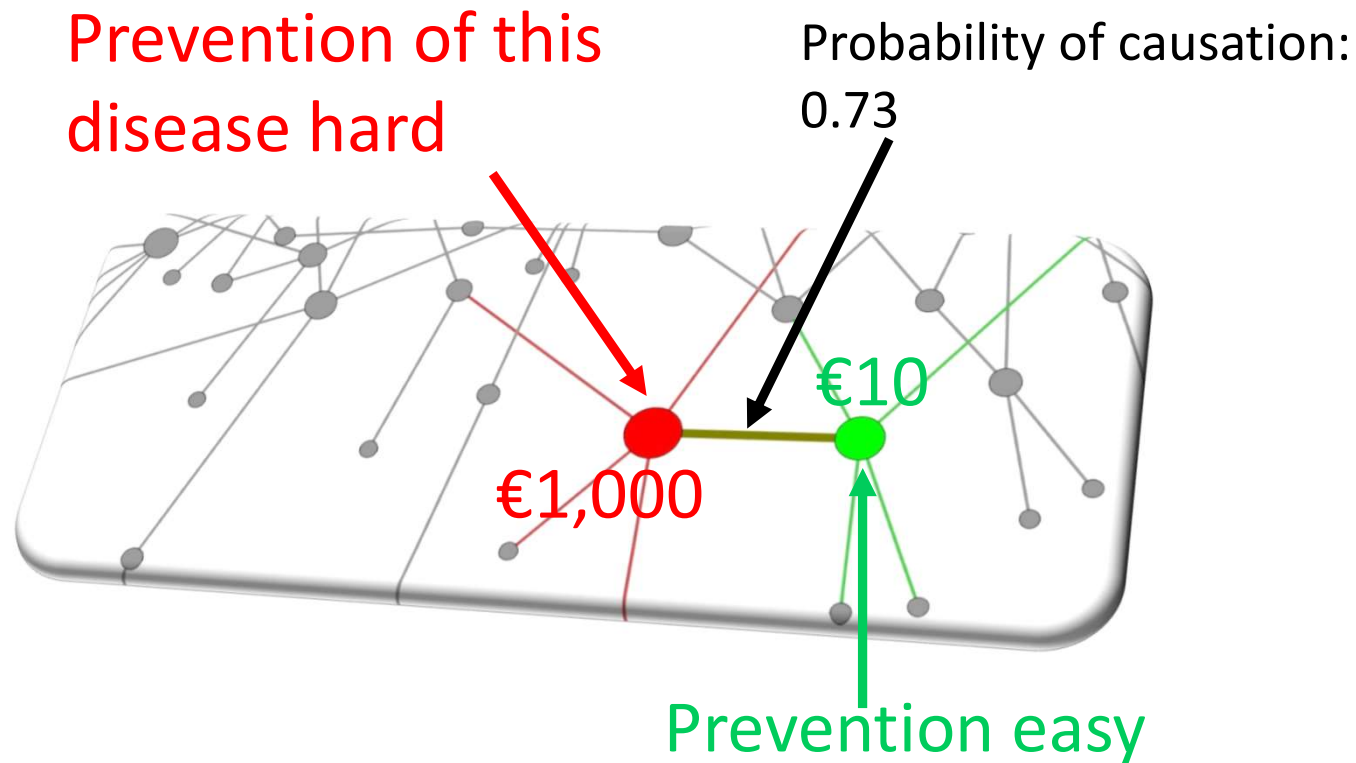 Prevention of this
disease hard
Probability of causation:
0.73
€10
€1,000
Prevention easy